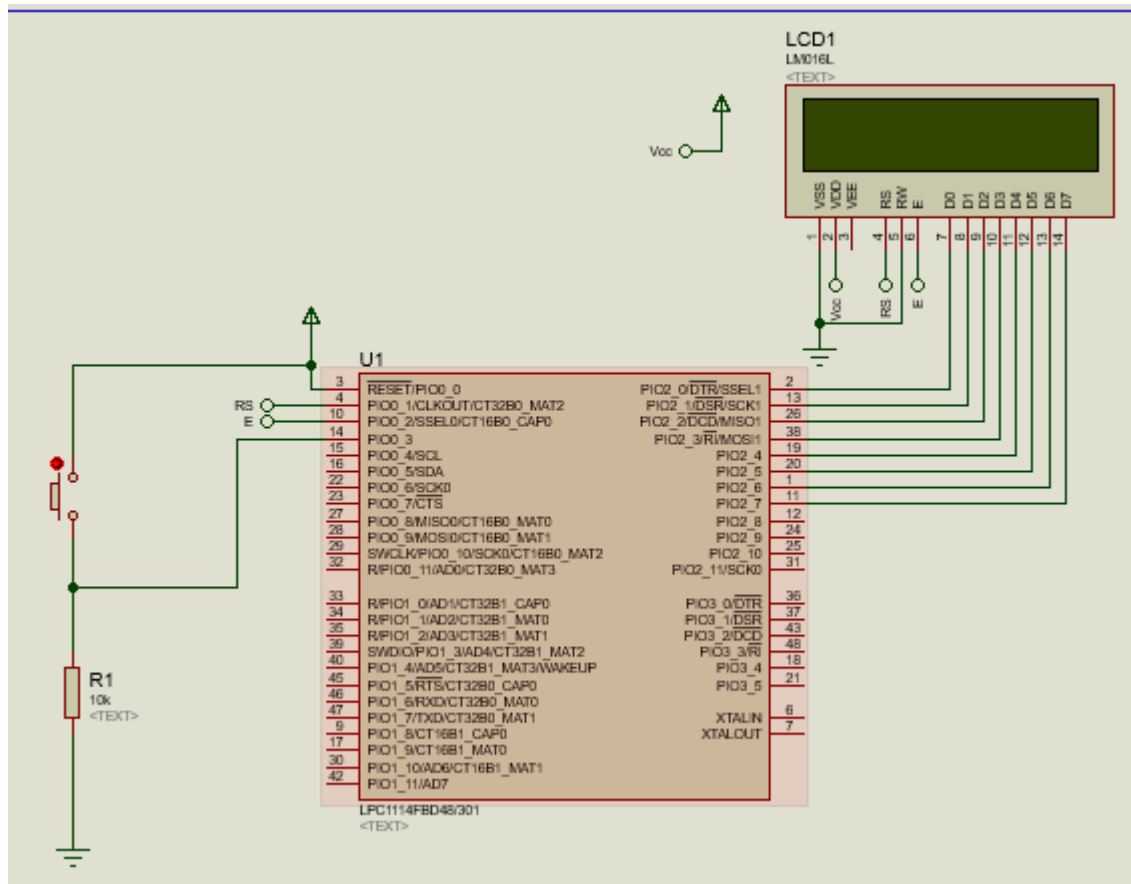 LCD1
LM016L
<TEXT>
Vcc
VSS
VDD
VEE
RS
RW
E
D0
D1
D2
D3
D4
D5
D6
D7
1
2
3
4
5
6
7
8
9
10
11
12
13
14
Vcc
RS
E
U1
3 RESET/PIO0_0 PIO2_0/DTR/SSEL1 2
RS 4 PIO0_1/CLKOUT/CT32B0_MAT2 PIO2_1/DSR/SCK1 13
E 10 PIO0_2/SSEL0/CT16B0_CAP0 PIO2_2/DCD/MISO1 26
14 PIO0_3 PIO2_3/RI/MOSI1 38
15 PIO0_4/SCL PIO2_4 19
16 PIO0_5/SDA PIO2_5 20
22 PIO0_6/SCK0 PIO2_6 1
23 PIO0_7/CTS PIO2_7 11
27 PIO0_8/MISO0/CT16B0_MAT0 PIO2_8 12
28 PIO0_9/MOSI0/CT16B0_MAT1 PIO2_9 24
29 SWCLK/PIO0_10/SCK0/CT16B0_MAT2 PIO2_10 25
32 R/PIO0_11/AD0/CT32B0_MAT3 PIO2_11/SCK0 31
33 R/PIO1_0/AD1/CT32B1_CAP0 PIO3_0/DTR 36
34 R/PIO1_1/AD2/CT32B1_MAT0 PIO3_1/DSR 37
35 R/PIO1_2/AD3/CT32B1_MAT1 PIO3_2/DCD 43
39 SWDIO/PIO1_3/AD4/CT32B1_MAT2 PIO3_3/RI 48
40 PIO1_4/AD5/CT32B1_MAT3/WAKEUP PIO3_4 18
45 PIO1_5/RTS/CT32B0_CAP0 PIO3_5 21
46 PIO1_6/RXD/CT32B0_MAT0
47 PIO1_7/TXD/CT32B0_MAT1 XTALIN 6
9 PIO1_8/CT16B1_CAP0 XTALOUT 7
17 PIO1_9/CT16B1_MAT0
30 PIO1_10/AD6/CT16B1_MAT1
42 PIO1_11/AD7
LPC1114FBD48/301
<TEXT>
R1
10k
<TEXT>